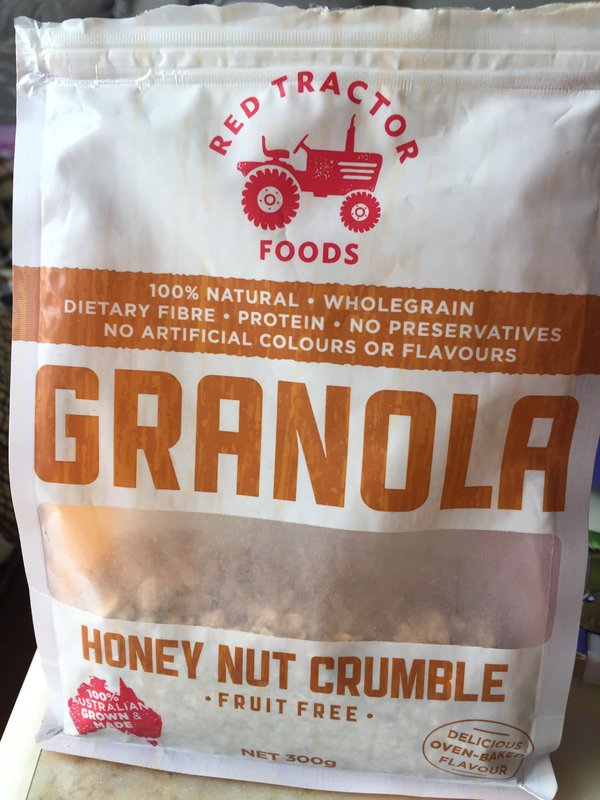 RED TRACTOR
FOODS
100% NATURAL • WHOLEGRAIN
DIETARY FIBRE • PROTEIN • NO PRESERVATIVES
NO ARTIFICIAL COLOURS OR FLAVOURS
GRANOLA
HONEY NUT CRUMBLE
•FRUIT FREE•
100%
AUSTRALIAN
GROWN &
MADE
NET 300g
DELICIOUS
OVEN-BAKED
FLAVOUR